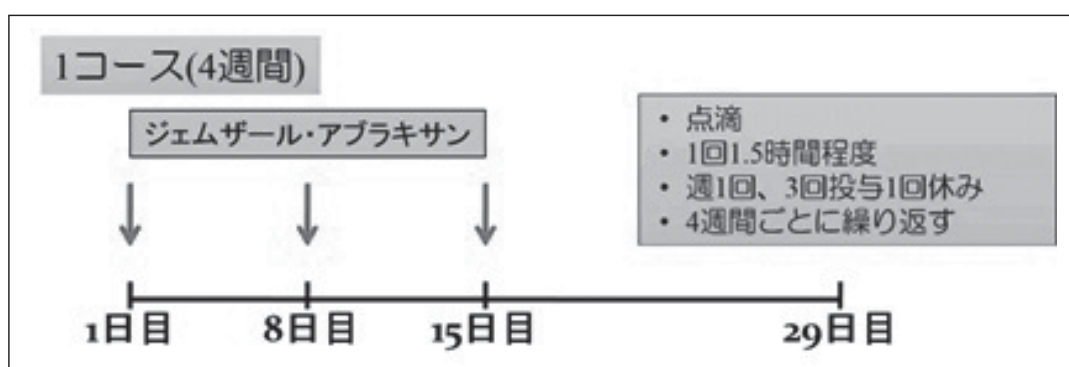 1コース(4週間)
ジェムザール・アブラキサン
• 点滴
• 1回1.5時間程度
• 週1回、3回投与1回休み
• 4週間ごとに繰り返す
1日目 8日目 15日目 29日目